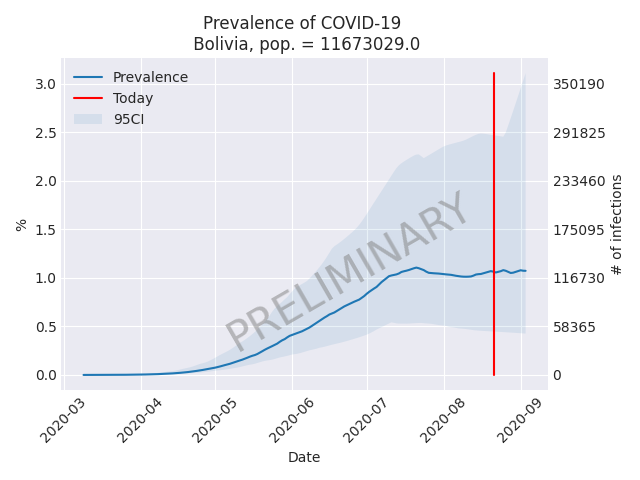 Prevalence of COVID-19
Bolivia, pop. = 11673029.0
Prevalence
Today
95CI
PRELIMINARY
3.0
2.5
2.0
1.5
1.0
0.5
0.0
%
350190
291825
233460
175095
116730
58365
0
# of infections
2020-03
2020-04
2020-05
2020-06
2020-07
2020-08
2020-09
Date